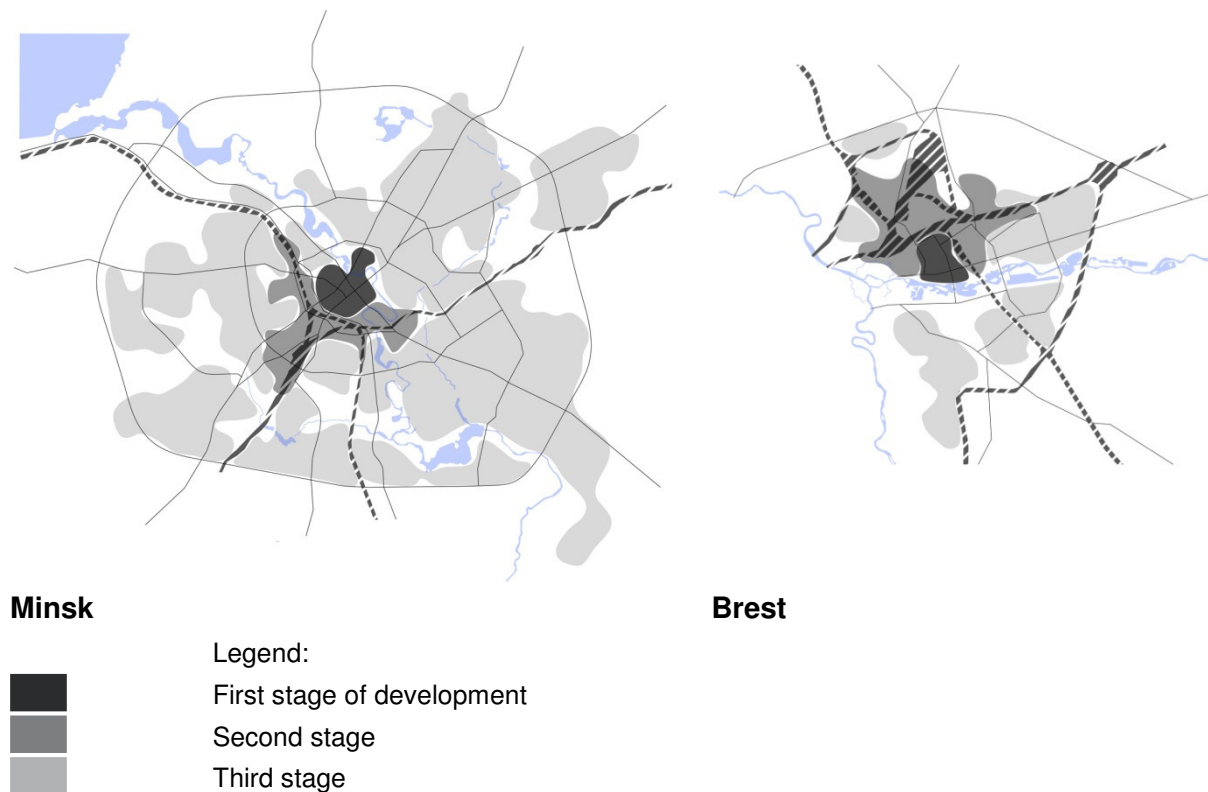 Minsk
Brest
Legend:
First stage of development
Second stage
Third stage